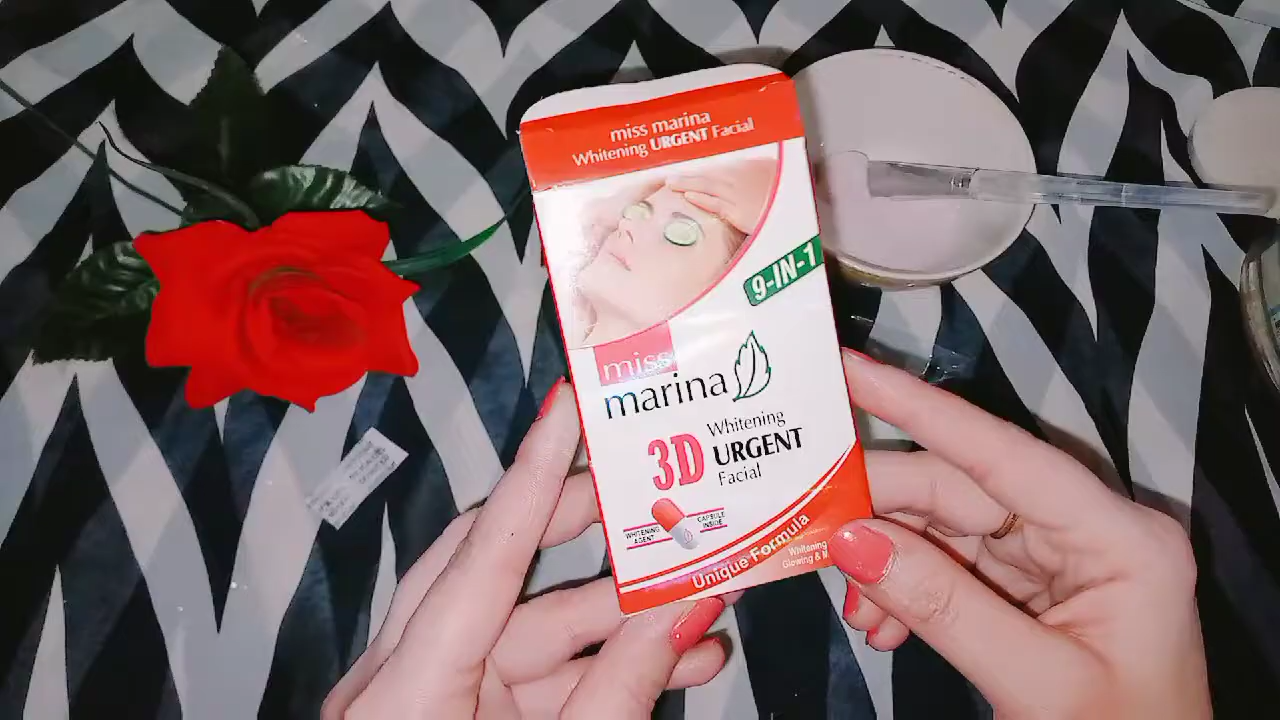 miss marina
Whitening URGENT Facial
9-IN-1
miss
marina
3D
Whitening
URGENT
Facial
WHITENING
AGENT
CAPSULE
INSIDE
Unique Formula
Whitening
Glowing &